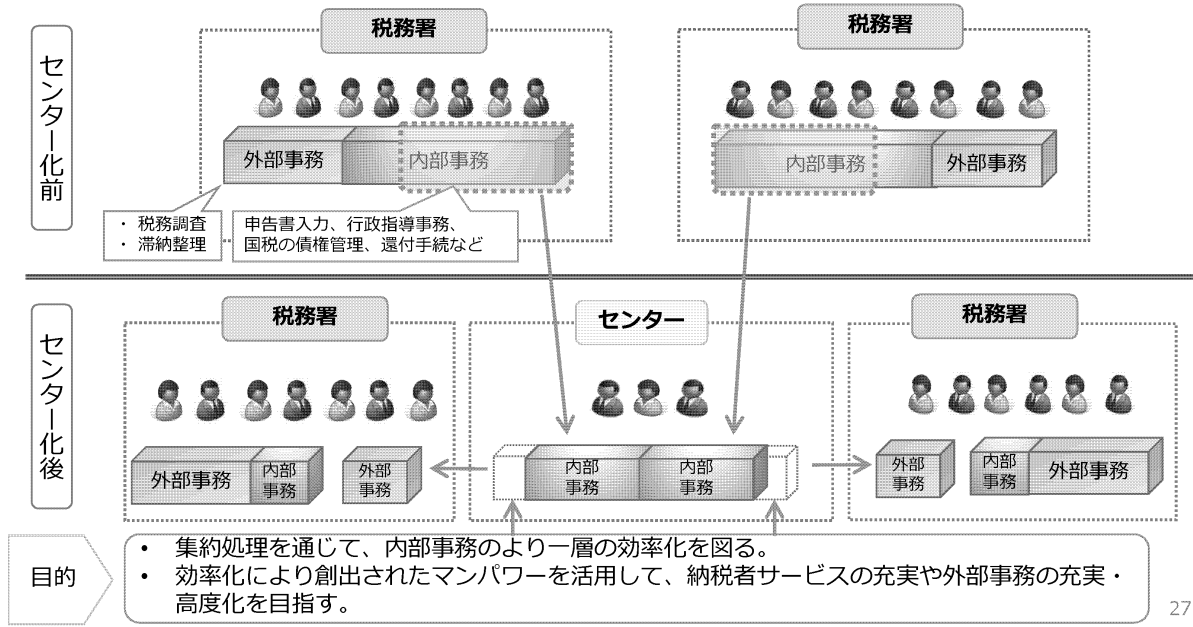 税務署
税務署
センター化前
外部事務
内部事務
内部事務
外部事務
・ 税務調査
・ 滞納整理
申告書入力、行政指導事務、
国税の債権管理、還付手続など
税務署
センター
税務署
センター化後
外部事務
内部
事務
外部
事務
内部
事務
内部
事務
外部
事務
内部
事務
外部事務
目的
• 集約処理を通じて、内部事務のより一層の効率化を図る。
• 効率化により創出されたマンパワーを活用して、納税者サービスの充実や外部事務の充実・
高度化を目指す。
27